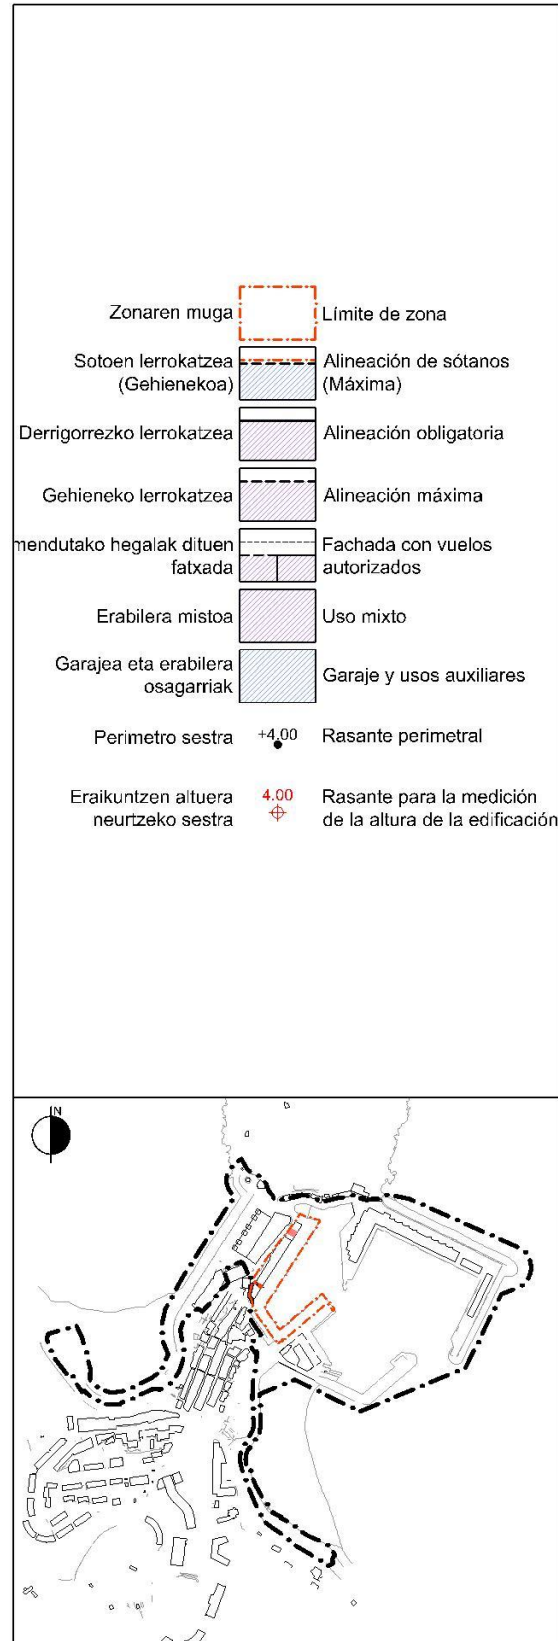 Zonaren muga
Límite de zona
Sotoen lerrokatzea
(Gehienekoa)
Alineación de sótanos
(Máxima)
Derrigorrezko lerrokatzea
Alineación obligatoria
Gehieneko lerrokatzea
Alineación máxima
mendutako hegalak dituen
fatxada
Fachada con vuelos
autorizados
Erabilera mistoa
Uso mixto
Garajea eta erabilera
osagarriak
Garaje y usos auxiliares
Perimetro sestra
+4,00
Rasante perimetral
Eraikuntzen altuera
neurtzeko sestra
4.00
Rasante para la medición
de la altura de la edificación
N